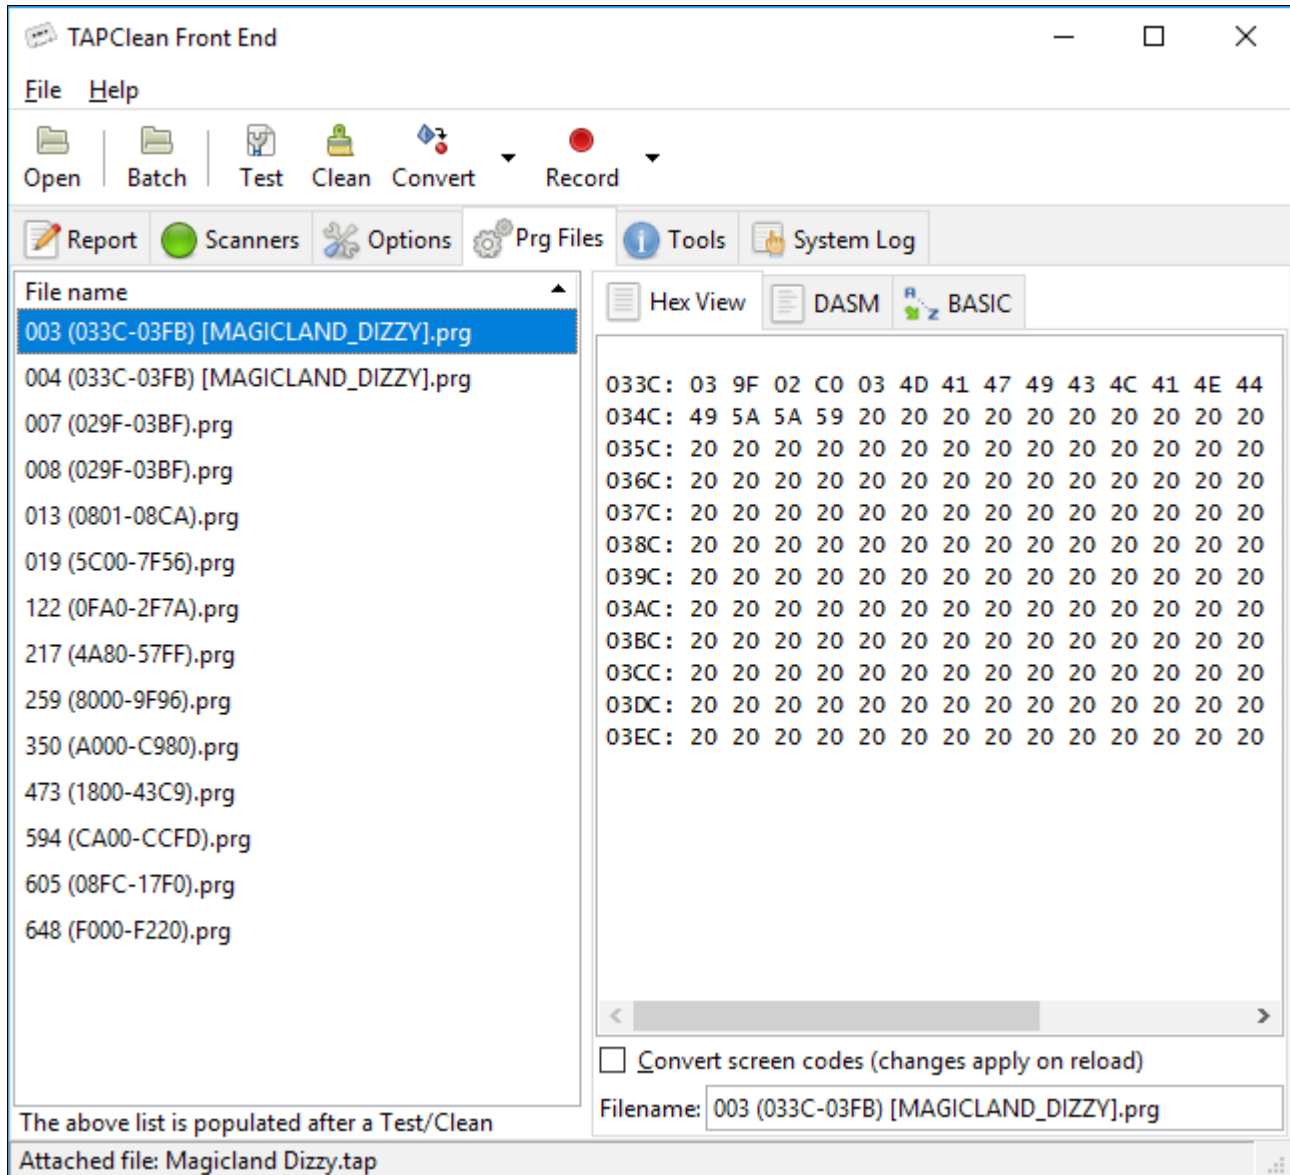 TAPClean Front End
File Help
Open Batch Test Clean Convert Record
Report Scanners Options Prg Files Tools System Log
File name
003 (033C-03FB) [MAGICLAND_DIZZY].prg
004 (033C-03FB) [MAGICLAND_DIZZY].prg
007 (029F-03BF).prg
008 (029F-03BF).prg
013 (0801-08CA).prg
019 (5C00-7F56).prg
122 (0FA0-2F7A).prg
217 (4A80-57FF).prg
259 (8000-9F96).prg
350 (A000-C980).prg
473 (1800-43C9).prg
594 (CA00-CCFD).prg
605 (08FC-17F0).prg
648 (F000-F220).prg
The above list is populated after a Test/Clean
Hex View DASM BASIC
033C: 03 9F 02 C0 03 4D 41 47 49 43 4C 41 4E 44
034C: 49 5A 5A 59 20 20 20 20 20 20 20 20 20 20
035C: 20 20 20 20 20 20 20 20 20 20 20 20 20 20
036C: 20 20 20 20 20 20 20 20 20 20 20 20 20 20
037C: 20 20 20 20 20 20 20 20 20 20 20 20 20 20
038C: 20 20 20 20 20 20 20 20 20 20 20 20 20 20
039C: 20 20 20 20 20 20 20 20 20 20 20 20 20 20
03AC: 20 20 20 20 20 20 20 20 20 20 20 20 20 20
03BC: 20 20 20 20 20 20 20 20 20 20 20 20 20 20
03CC: 20 20 20 20 20 20 20 20 20 20 20 20 20 20
03DC: 20 20 20 20 20 20 20 20 20 20 20 20 20 20
03EC: 20 20 20 20 20 20 20 20 20 20 20 20 20 20
Convert screen codes (changes apply on reload)
Filename: 003 (033C-03FB) [MAGICLAND_DIZZY].prg
Attached file: Magicland Dizzy.tap